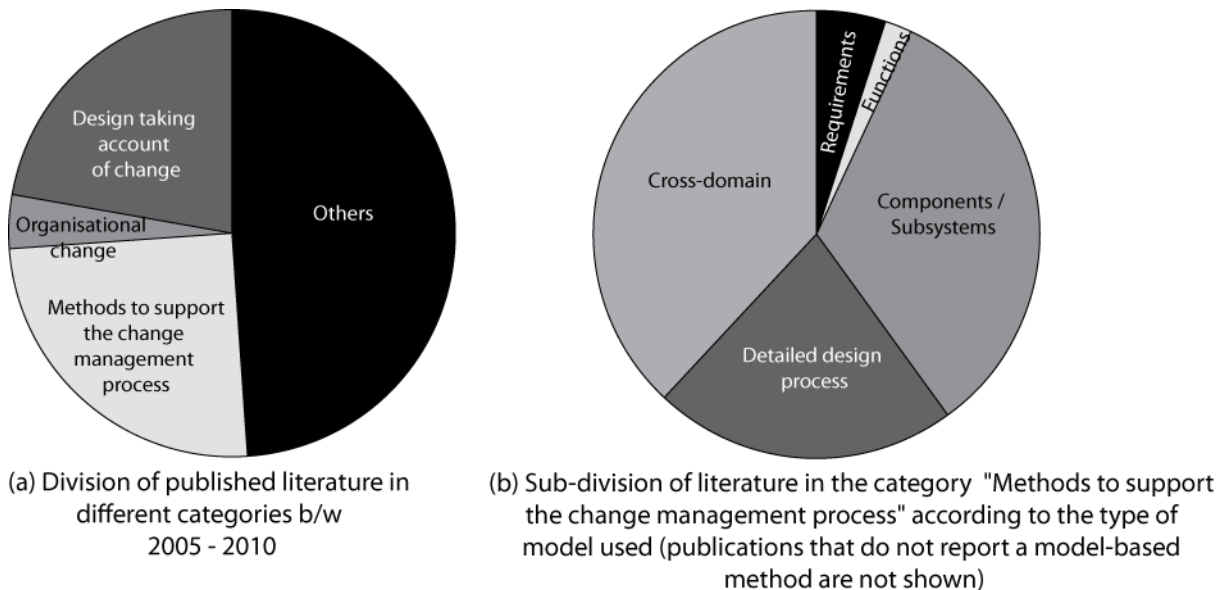 Design taking
account
of change
Organisational
change
Methods to support
the change
management
process
Others
(a) Division of published literature in
different categories b/w
2005 - 2010
Requirements
Functions
Cross-domain
Components /
Subsystems
Detailed design
process
(b) Sub-division of literature in the category "Methods to support
the change management process" according to the type of
model used (publications that do not report a model-based
method are not shown)